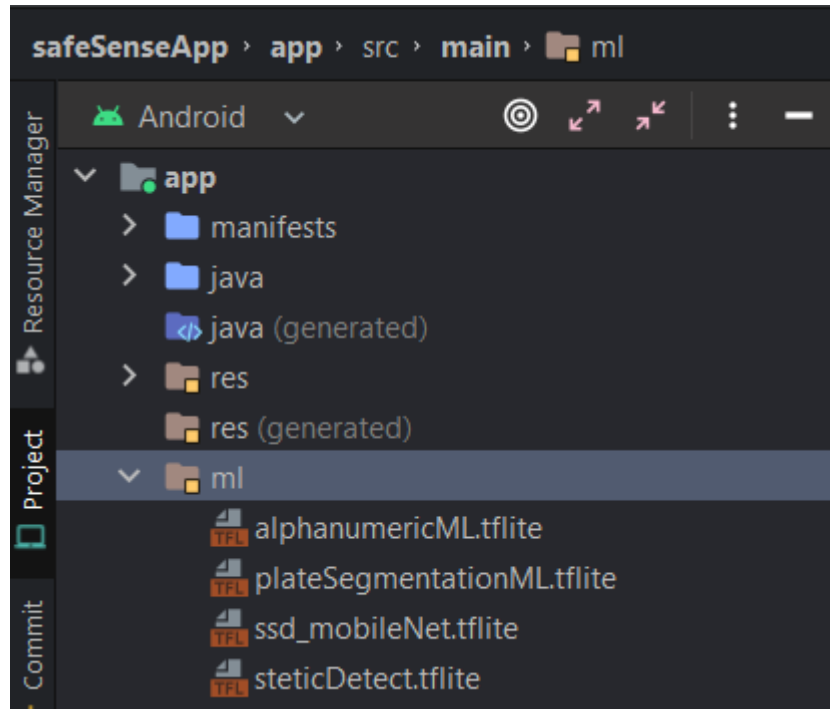 safeSenseApp › app › src › main › ml
Android
Resource Manager
Project
Commit
app
manifests
java
</> java (generated)
res
res (generated)
ml
TFL alphanumericML.tflite
TFL plateSegmentationML.tflite
TFL ssd_mobileNet.tflite
TFL steticDetect.tflite